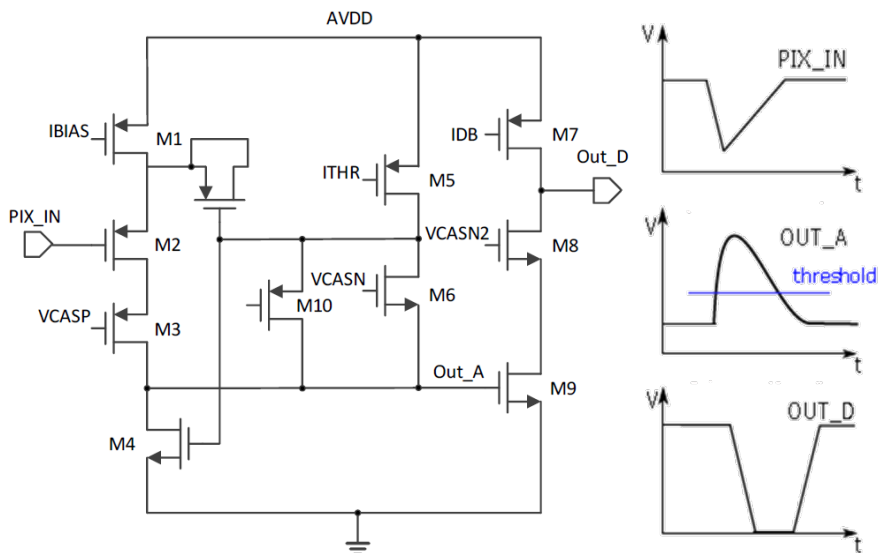 AVDD
IBIAS
M1
PIX_IN
M2
VCASP
M3
M4
ITHR
M5
VCASN
M6
M10
Out_A
IDB
M7
Out_D
VCASN2
M8
M9
V
PIX_IN
t
V
OUT_A
threshold
t
V
OUT_D
t